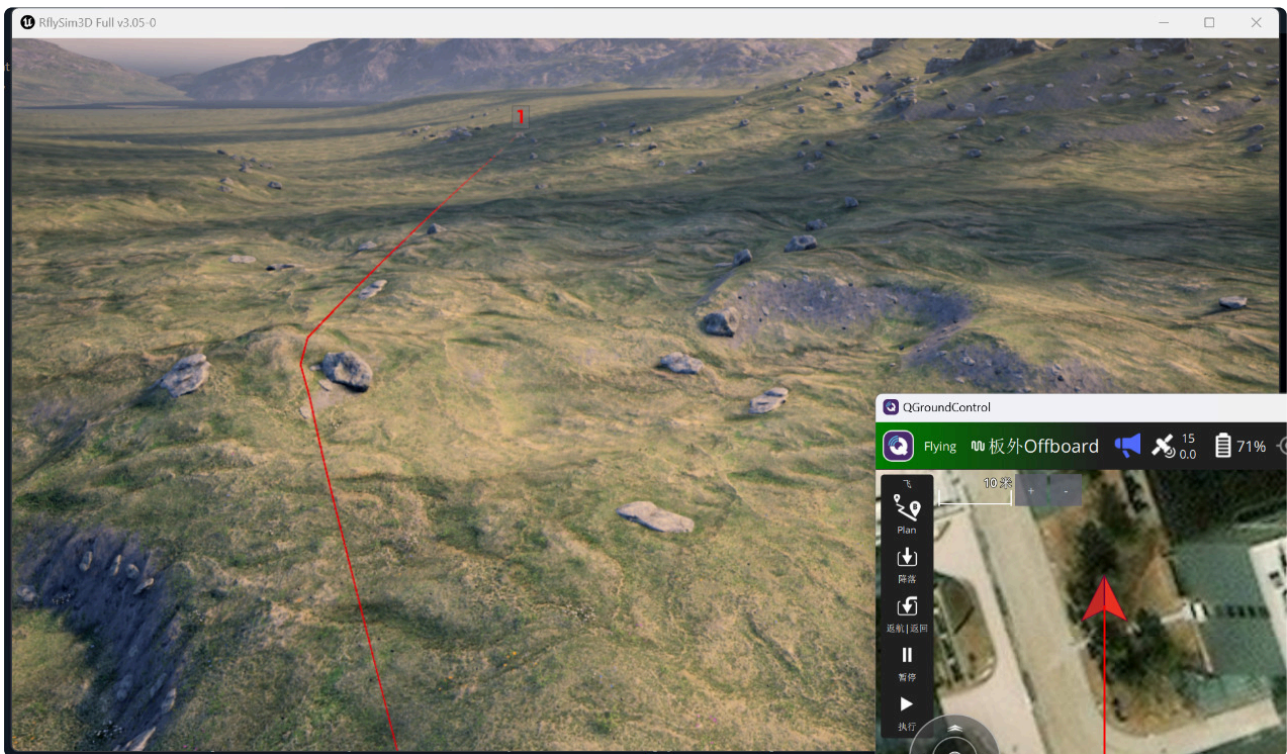 RflySim3D Full v3.05-0
1
QGroundControl
Flying
板外Offboard
15
0.0
71%
飞
10 米
+
-
Plan
降落
返航|返回
暂停
执行